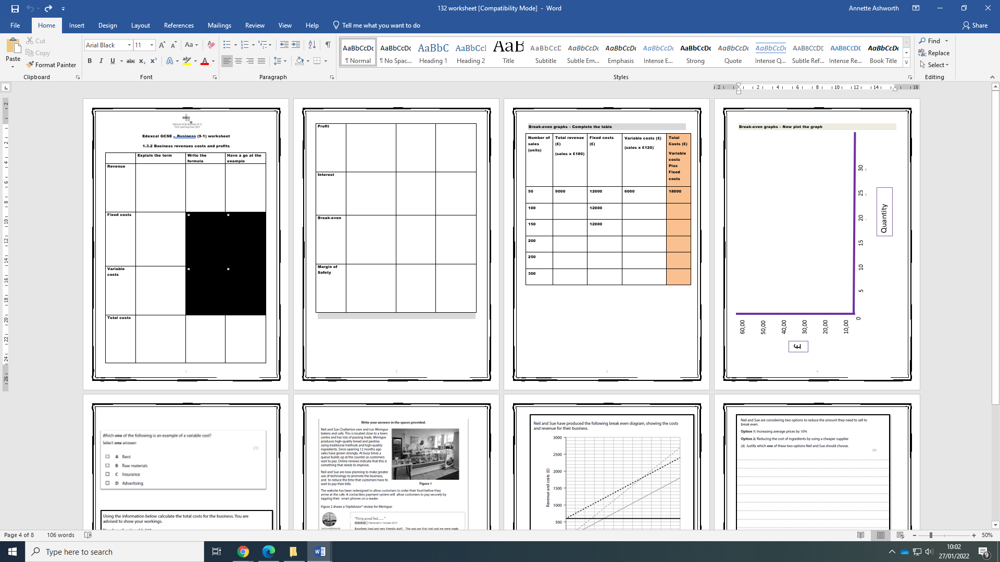 132 worksheet [Compatibility Mode] - Word
Annette Ashworth
File Home Insert Design Layout References Mailings Review View Help Tell me what you want to do
Share
Paste
Cut
Copy
Format Painter
Clipboard
Arial Black 11
Font
Paragraph
AaBbCcDc AaBbCcDc AaBbC AaBbCcI AaB AaBbCcD AaBbCcDc AaBbCcDc AaBbCcDc AaBbCcDc AaBbCcDc AaBbCcDc AABBCCDE AABBCCDE AaBbCcDc
¶ Normal ¶ No Spac... Heading 1 Heading 2 Title Subtitle Subtle Em... Emphasis Intense E... Strong Quote Intense Q... Subtle Ref... Intense Re... Book Title
Styles
Find
Replace
Select
Editing
Edexcel GCSE Business (9-1)
First teaching from 2017
Edexcel GCSE - Business (9-1) worksheet
1.3.2 Business revenues costs and profits
Explain the term Write the formula Have a go at the example
Revenue
Fixed costs x x
Variable costs x x
Total costs
1
Profit
Interest
Break-even
Margin of Safety
2
Break-even graphs – Complete the table
Number of sales (units) Total revenue (£) (sales x £180) Fixed costs (£) Variable costs (£) (sales x £120) Total Costs (£) Variable costs Plus Fixed costs
50 9000 12000 6000 18000
100 12000
150 12000
200
250
300
3
Break-even graphs – Now plot the graph
30
25
20
15
10
5
0
Quantity
60,00 50,00 40,00 30,00 20,00 10,00
£
4
Which one of the following is an example of a variable cost?
Select one answer:
(1)
A Rent
B Raw materials
C Insurance
D Advertising
Using the information below calculate the total costs for the business. You are
advised to show your workings.
Write your answers in the spaces provided.
Neil and Sue Chatterton own and run Meringue
bakery and cafe. This is located close to a town
centre and has lots of passing trade. Meringue
produces high-quality bread and pastries
using traditional methods and high-quality
ingredients. Since opening 12 months ago
sales have grown strongly. At busy times a
queue builds up at the counter as customers
wait to pay. Online reviews indicate that this is
something that needs to improve.
Neil and Sue are now planning to make greater
use of technology to promote the business,
and to reduce the time that customers have to
wait to pay their bills.
Figure 1
The website has been redesigned to allow customers to order their food before they
arrive at the cafe. A contactless payment system will allow customers to pay securely by
tapping their smart phones on a reader.
Figure 2 shows a TripAdvisor® review for Meringue:
"Very good but......"
Reviewed 21 October 2013
Excellent food and very friendly staff. This was our first visit and we were made
Neil and Sue have produced the following break even diagram, showing the costs
and revenue for their business.
3000
2500
2000
1500
1000
500
Revenue and costs (£)
Neil and Sue are considering two options to reduce the amount they need to sell to
break even.
Option 1: Increasing average prices by 10%
Option 2: Reducing the cost of ingredients by using a cheaper supplier
(d) Justify which one of these two options Neil and Sue should choose.
(9)
Page 4 of 8 106 words
50%
Type here to search
10:02
27/01/2022
9